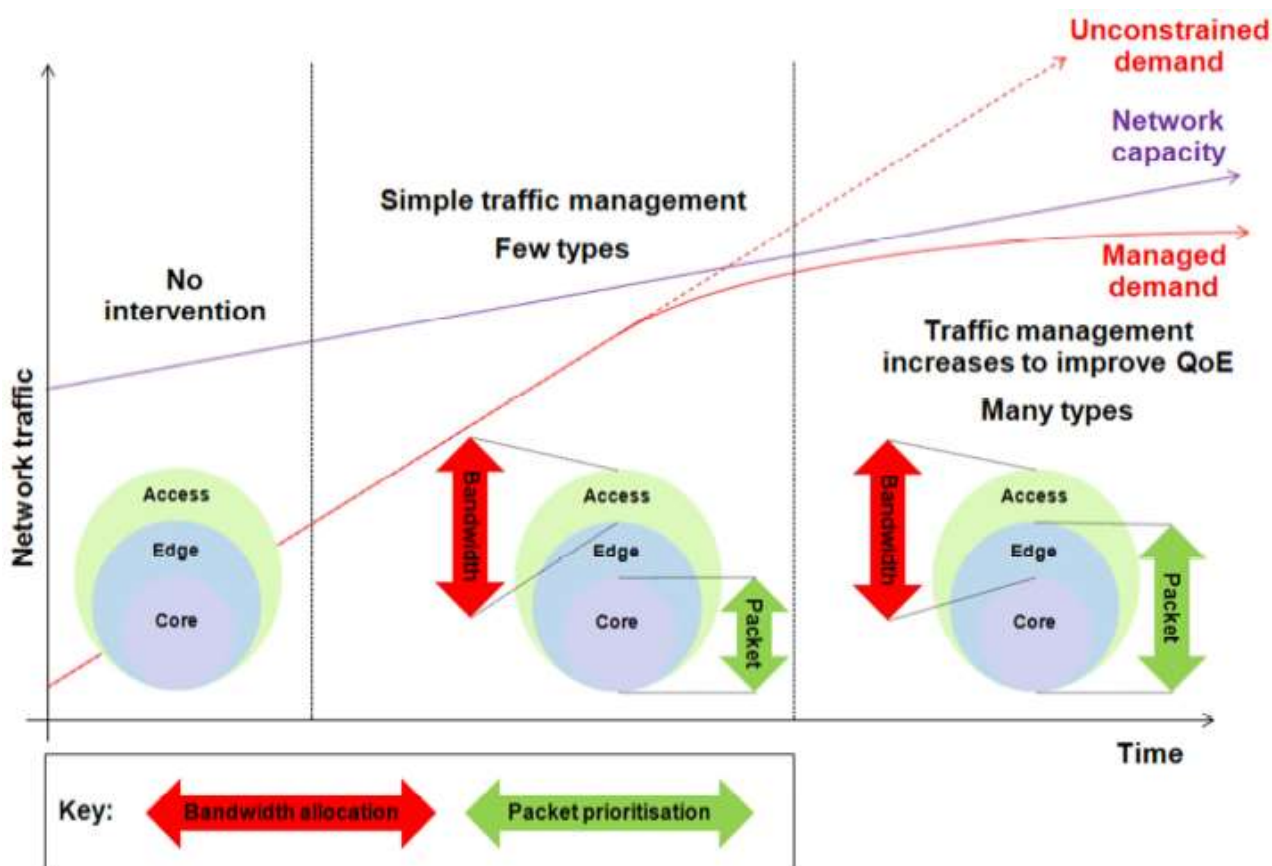 Unconstrained
demand
Network
capacity
Simple traffic management
Few types
No
intervention
Managed
demand
Traffic management
increases to improve QoE
Many types
Network traffic
Access
Edge
Core
Bandwidth
Access
Edge
Core
Packet
Bandwidth
Access
Edge
Core
Packet
Time
Key:
Bandwidth allocation
Packet prioritisation